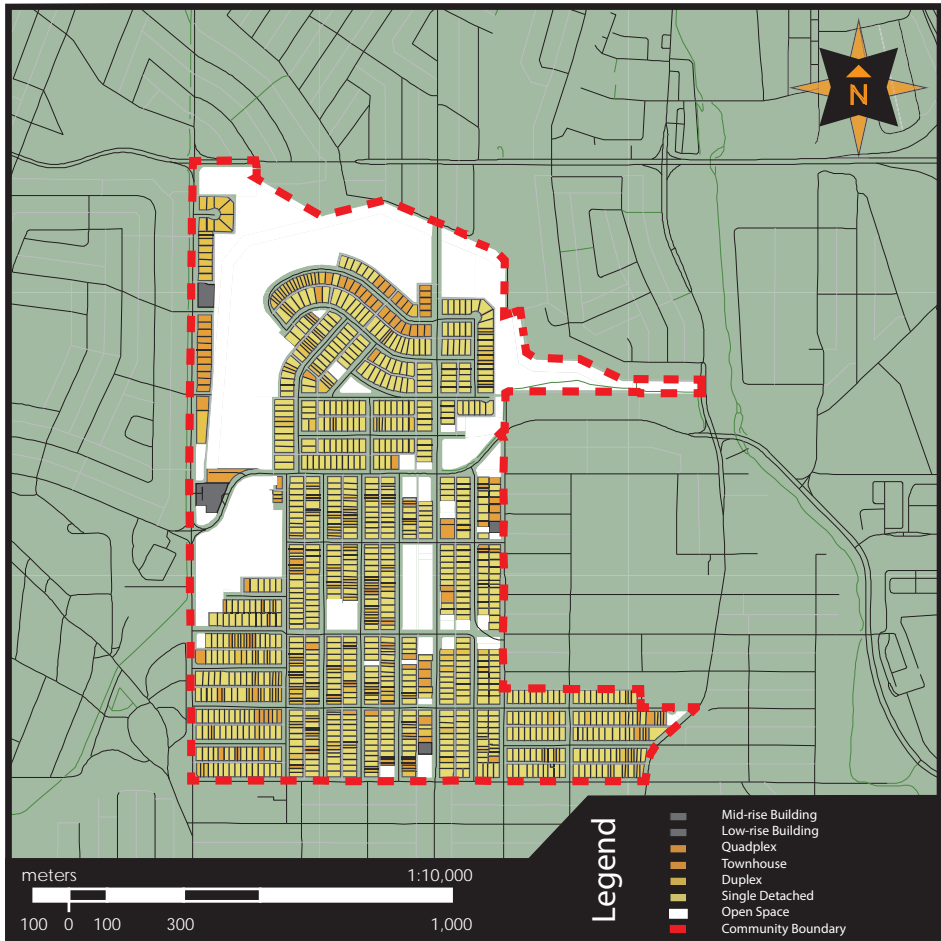 N
Legend
Mid-rise Building
Low-rise Building
Quadplex
Townhouse
Duplex
Single Detached
Open Space
Community Boundary
meters 1:10,000
100 0 100 300 1,000